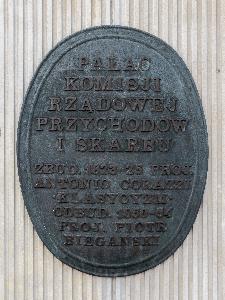 PAŁAC
KOMISJI
RZĄDOWEJ
PRZYCHODÓW
I SKARBU
ZBUD. 1823-25 PROJ.
ANTONIO CORAZZI
KLASYCYZM
ODBUD. 1950-54
PROJ. PIOTR
BIEGAŃSKI